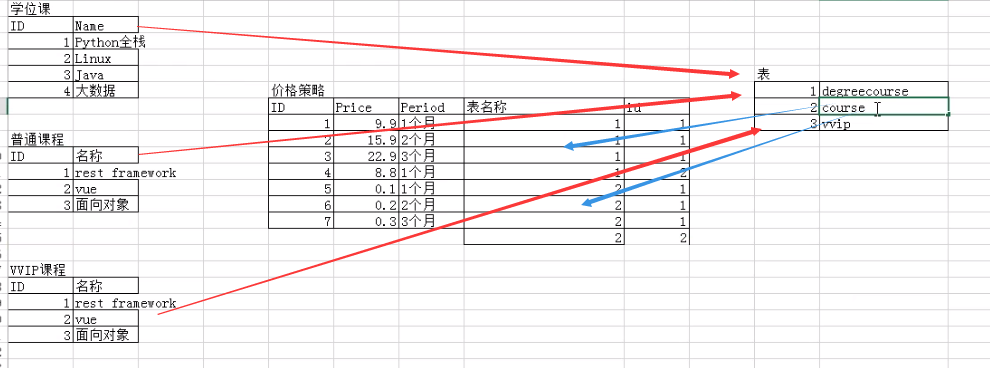 学位课
ID Name
1 Python全栈
2 Linux
3 Java
4 大数据
普通课程
ID 名称
1 rest framework
2 vue
3 面向对象
VVIP课程
ID 名称
1 rest framework
2 vue
3 面向对象
价格策略
ID Price Period 表名称 id
1 9.9 1个月 1 1
2 15.9 2个月 1 1
3 22.9 3个月 1 1
4 8.8 1个月 1 2
5 0.1 1个月 2 1
6 0.2 2个月 2 1
7 0.3 3个月 2 1
2 2
表
1 degreecourse
2 course
3 vvip